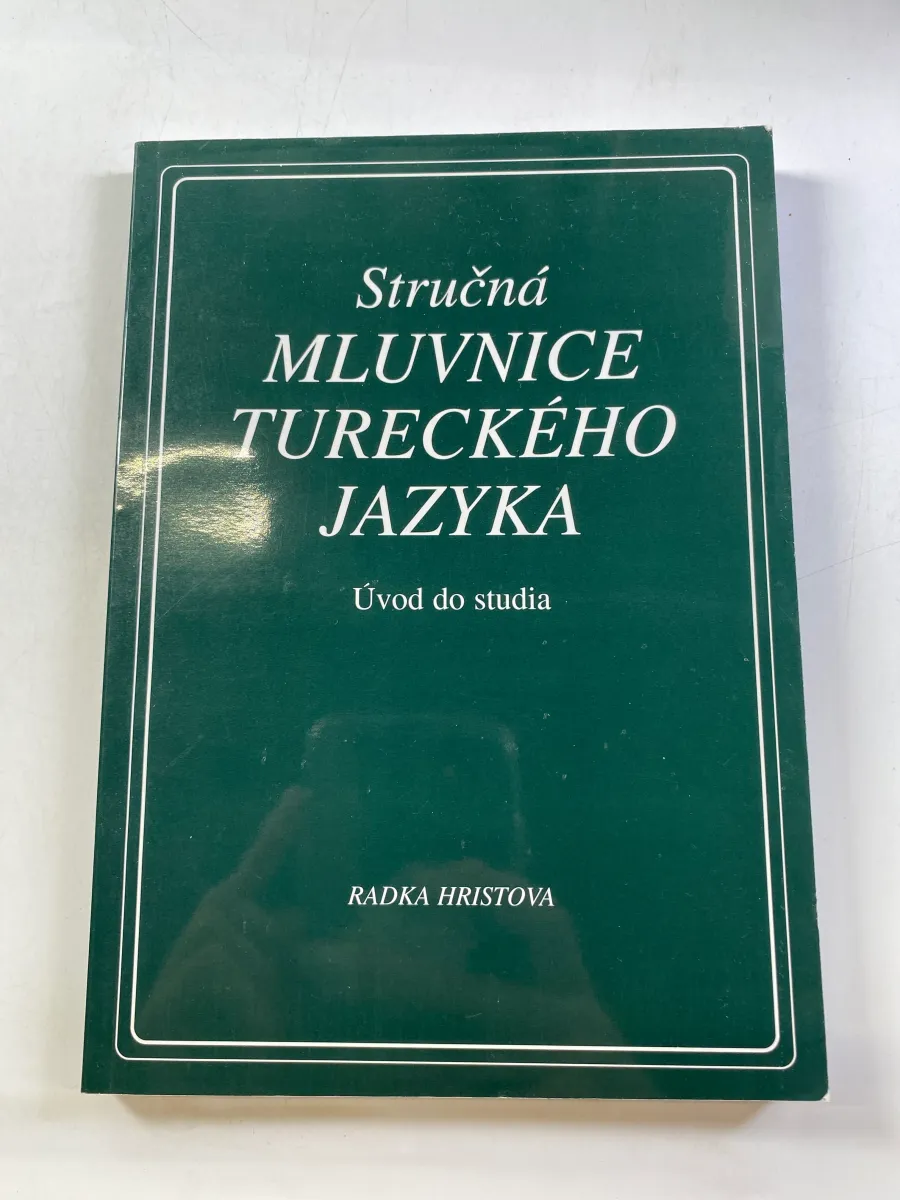 Stručná
MLUVNICE
TURECKÉHO
JAZYKA
Úvod do studia
RADKA HRISTOVA